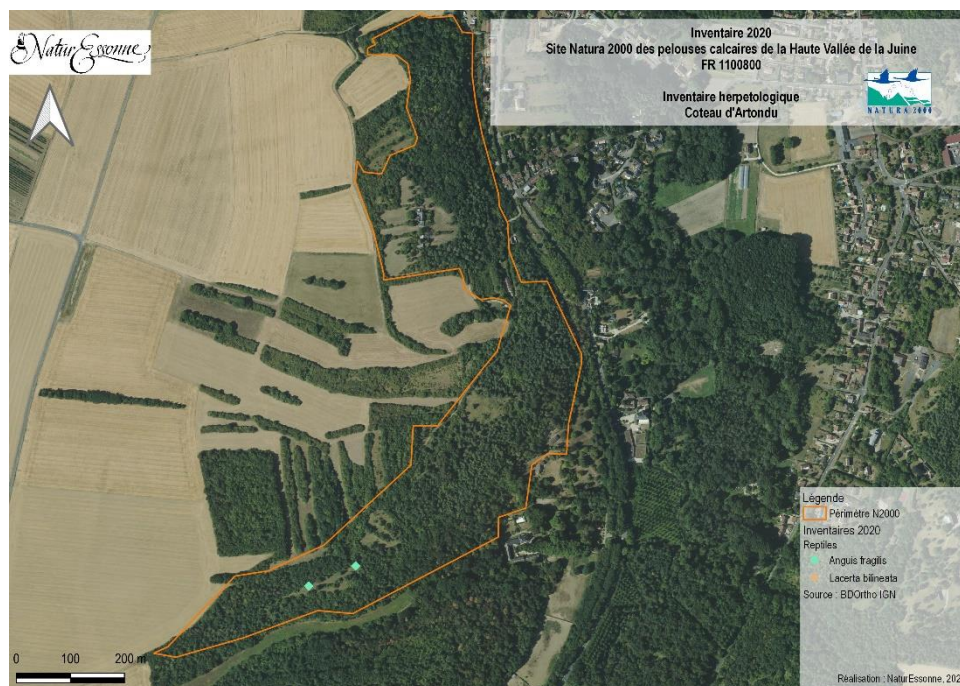 NaturEssonne
Inventaire 2020
Site Natura 2000 des pelouses calcaires de la Haute Vallée de la Juine
FR 1100800
Inventaire herpetologique
Coteau d'Artondu
NATURA 2000
Légende
Périmètre N2000
Inventaires 2020
Reptiles
Anguis fragilis
Lacerta bilineata
Source : BDOrtho IGN
0 100 200 m
Réalisation : NaturEssonne, 202